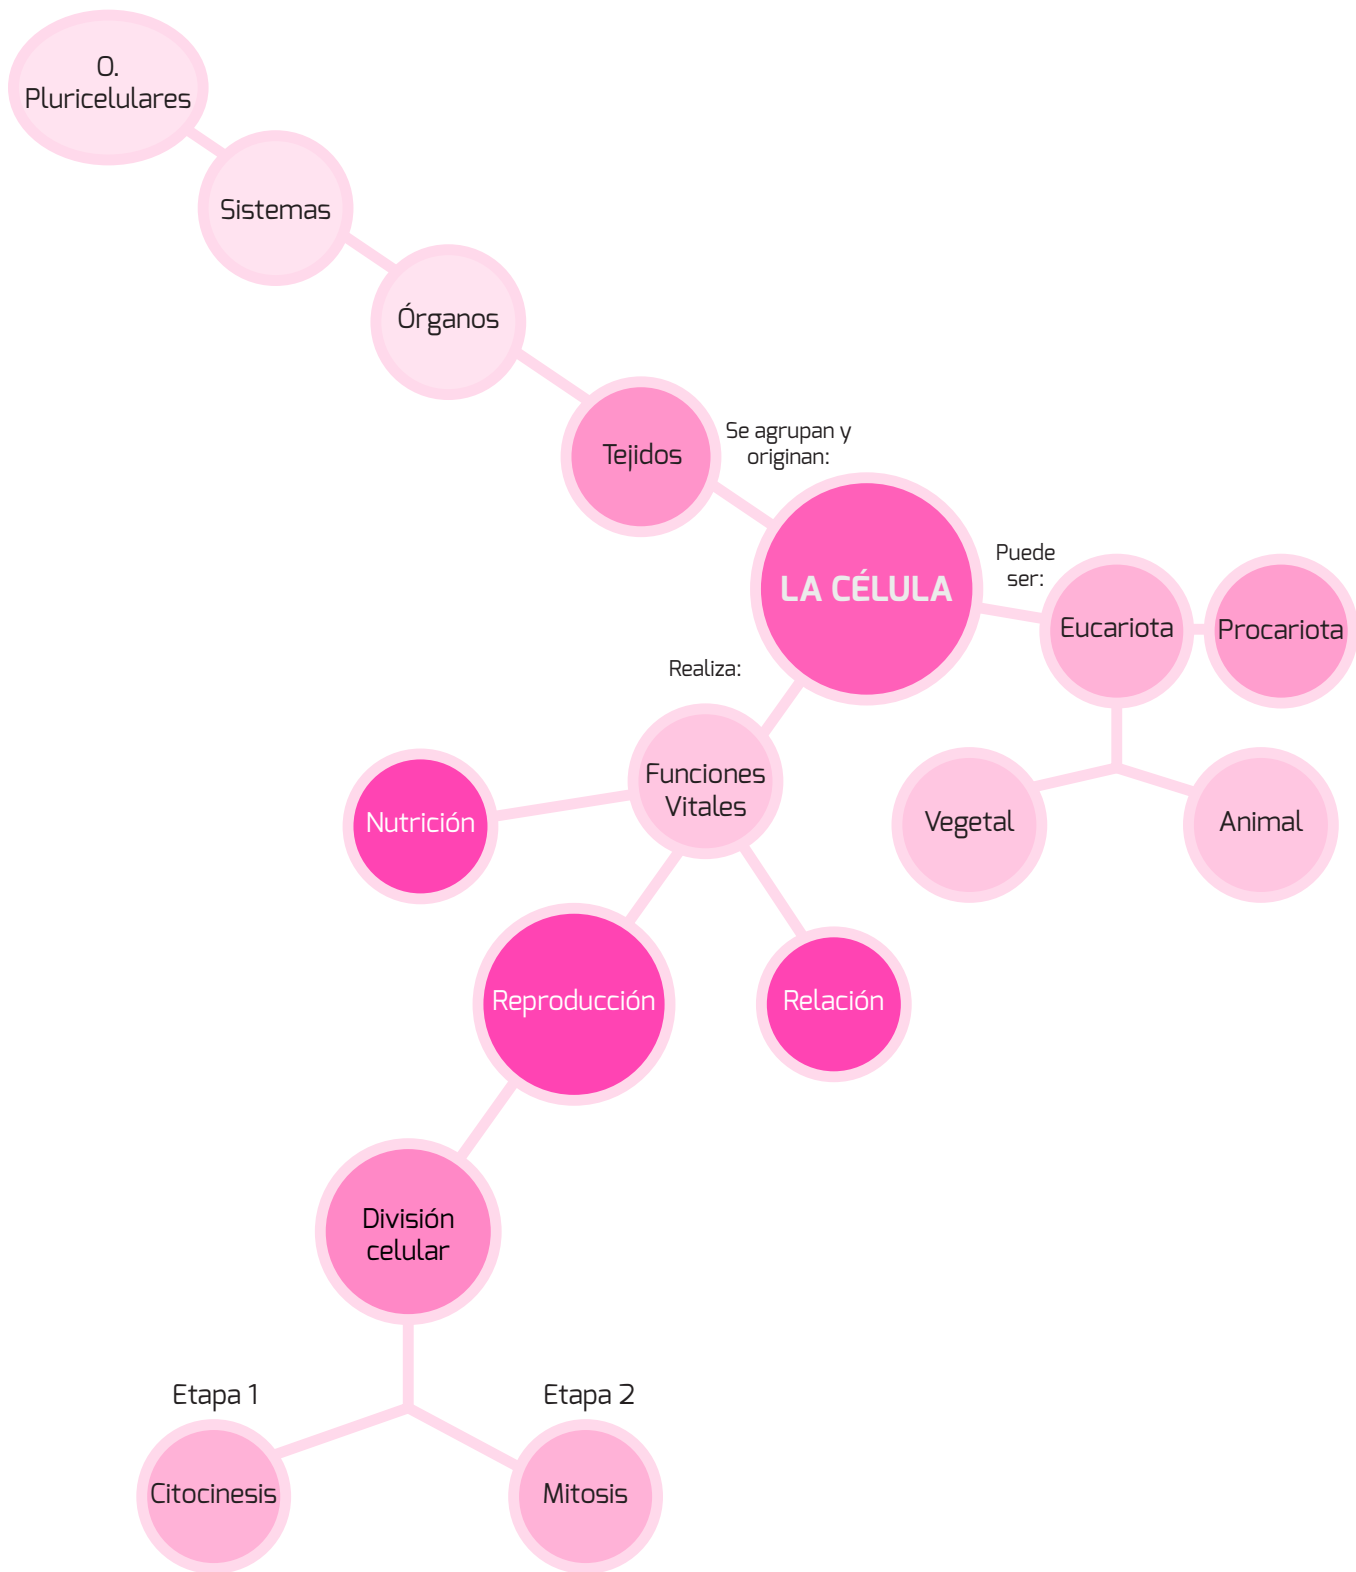 O.
Pluricelulares
Sistemas
Órganos
Tejidos
Se agrupan y
originan:
LA CÉLULA
Puede
ser:
Eucariota
Procariota
Vegetal
Animal
Realiza:
Funciones
Vitales
Nutrición
Reproducción
Relación
División
celular
Etapa 1
Citocinesis
Etapa 2
Mitosis